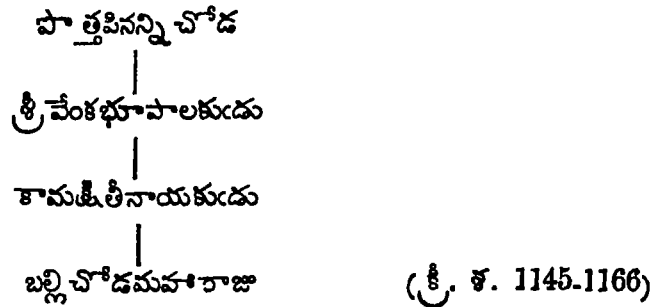 పొత్తపినన్ని చోడ
శ్రీ వేంకభూపాలకుఁడు
కామక్షితీనాయకుఁడు
బల్లి చోడమహారాజు (క్రీ. శ. 1145-1166)